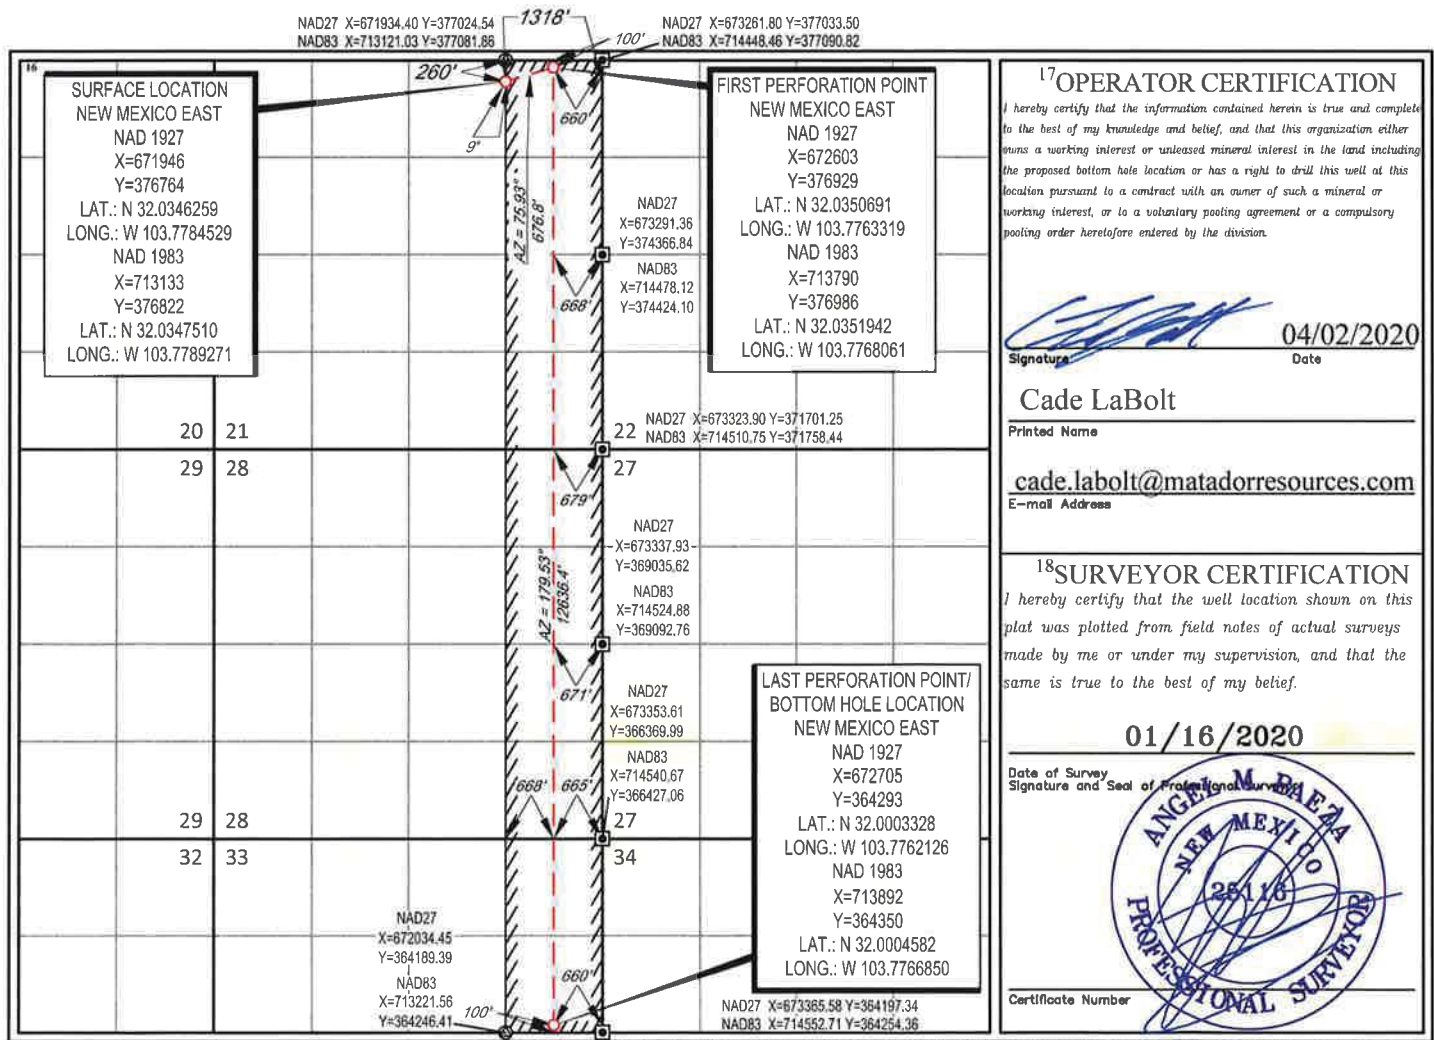 NAD27 X=671934.40 Y=377024.54
NAD83 X=713121.03 Y=377081.86
1318'
100'
NAD27 X=673261.80 Y=377033.50
NAD83 X=714448.46 Y=377090.82
16
260'
9'
660'
SURFACE LOCATION
NEW MEXICO EAST
NAD 1927
X=671946
Y=376764
LAT.: N 32.0346259
LONG.: W 103.7784529
NAD 1983
X=713133
Y=376822
LAT.: N 32.0347510
LONG.: W 103.7789271
AZ = 75.93°
676.8'
NAD27
X=673291.36
Y=374366.84
NAD83
X=714478.12
Y=374424.10
668'
FIRST PERFORATION POINT
NEW MEXICO EAST
NAD 1927
X=672603
Y=376929
LAT.: N 32.0350691
LONG.: W 103.7763319
NAD 1983
X=713790
Y=376986
LAT.: N 32.0351942
LONG.: W 103.7768061
20 21
29 28
22
27
NAD27 X=673323.90 Y=371701.25
NAD83 X=714510.75 Y=371758.44
679'
NAD27
X=673337.93
Y=369035.62
NAD83
X=714524.88
Y=369092.76
AZ = 179.53°
12636.4'
671'
NAD27
X=673353.61
Y=366369.99
NAD83
X=714540.67
Y=366427.06
668' 665'
29 28
32 33
27
34
LAST PERFORATION POINT/
BOTTOM HOLE LOCATION
NEW MEXICO EAST
NAD 1927
X=672705
Y=364293
LAT.: N 32.0003328
LONG.: W 103.7762126
NAD 1983
X=713892
Y=364350
LAT.: N 32.0004582
LONG.: W 103.7766850
NAD27
X=672034.45
Y=364189.39
NAD83
X=713221.56
Y=364246.41
100'
660'
NAD27 X=673365.58 Y=364197.34
NAD83 X=714552.71 Y=364254.36
17OPERATOR CERTIFICATION
I hereby certify that the information contained herein is true and complete
to the best of my knowledge and belief, and that this organization either
owns a working interest or unleased mineral interest in the land including
the proposed bottom hole location or has a right to drill this well at this
location pursuant to a contract with an owner of such a mineral or
working interest, or to a voluntary pooling agreement or a compulsory
pooling order heretofore entered by the division.
04/02/2020
Signature Date
Cade LaBolt
Printed Name
cade.labolt@matadorresources.com
E-mail Address
18SURVEYOR CERTIFICATION
I hereby certify that the well location shown on this
plat was plotted from field notes of actual surveys
made by me or under my supervision, and that the
same is true to the best of my belief.
01/16/2020
Date of Survey
Signature and Seal of Professional Surveyor
ANGEL M. BAEZA
NEW MEXICO
25116
PROFESSIONAL SURVEYOR
Certificate Number